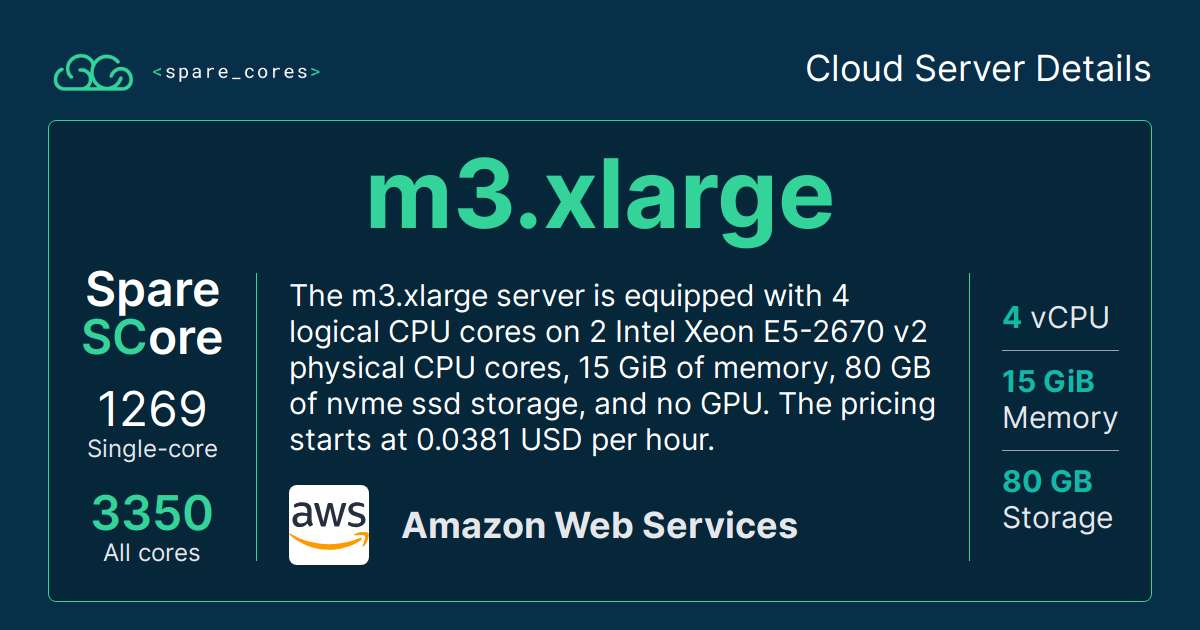 <spare_cores>
Cloud Server Details
m3.xlarge
Spare
SCore
1269
Single-core
3350
All cores
The m3.xlarge server is equipped with 4
logical CPU cores on 2 Intel Xeon E5-2670 v2
physical CPU cores, 15 GiB of memory, 80 GB
of nvme ssd storage, and no GPU. The pricing
starts at 0.0381 USD per hour.
aws
Amazon Web Services
4 vCPU
15 GiB
Memory
80 GB
Storage